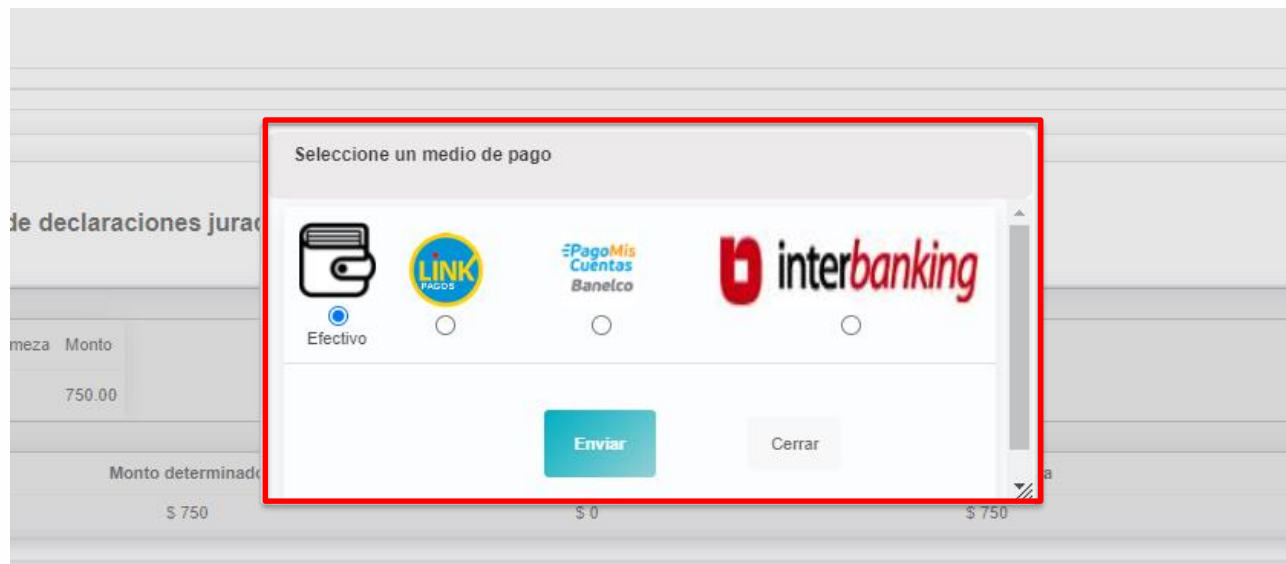 Seleccione un medio de pago
de declaraciones jurad
LINK
PAGOS
PagoMis
Cuentas
Banelco
interbanking
Efectivo
meza Monto
750.00
Enviar Cerrar
Monto determinado
a
$ 750 $ 0 $ 750